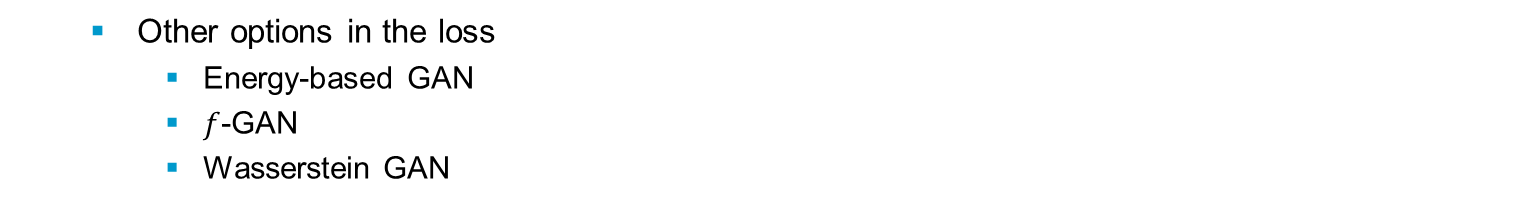 Other options in the loss
Energy-based GAN
f-GAN
Wasserstein GAN